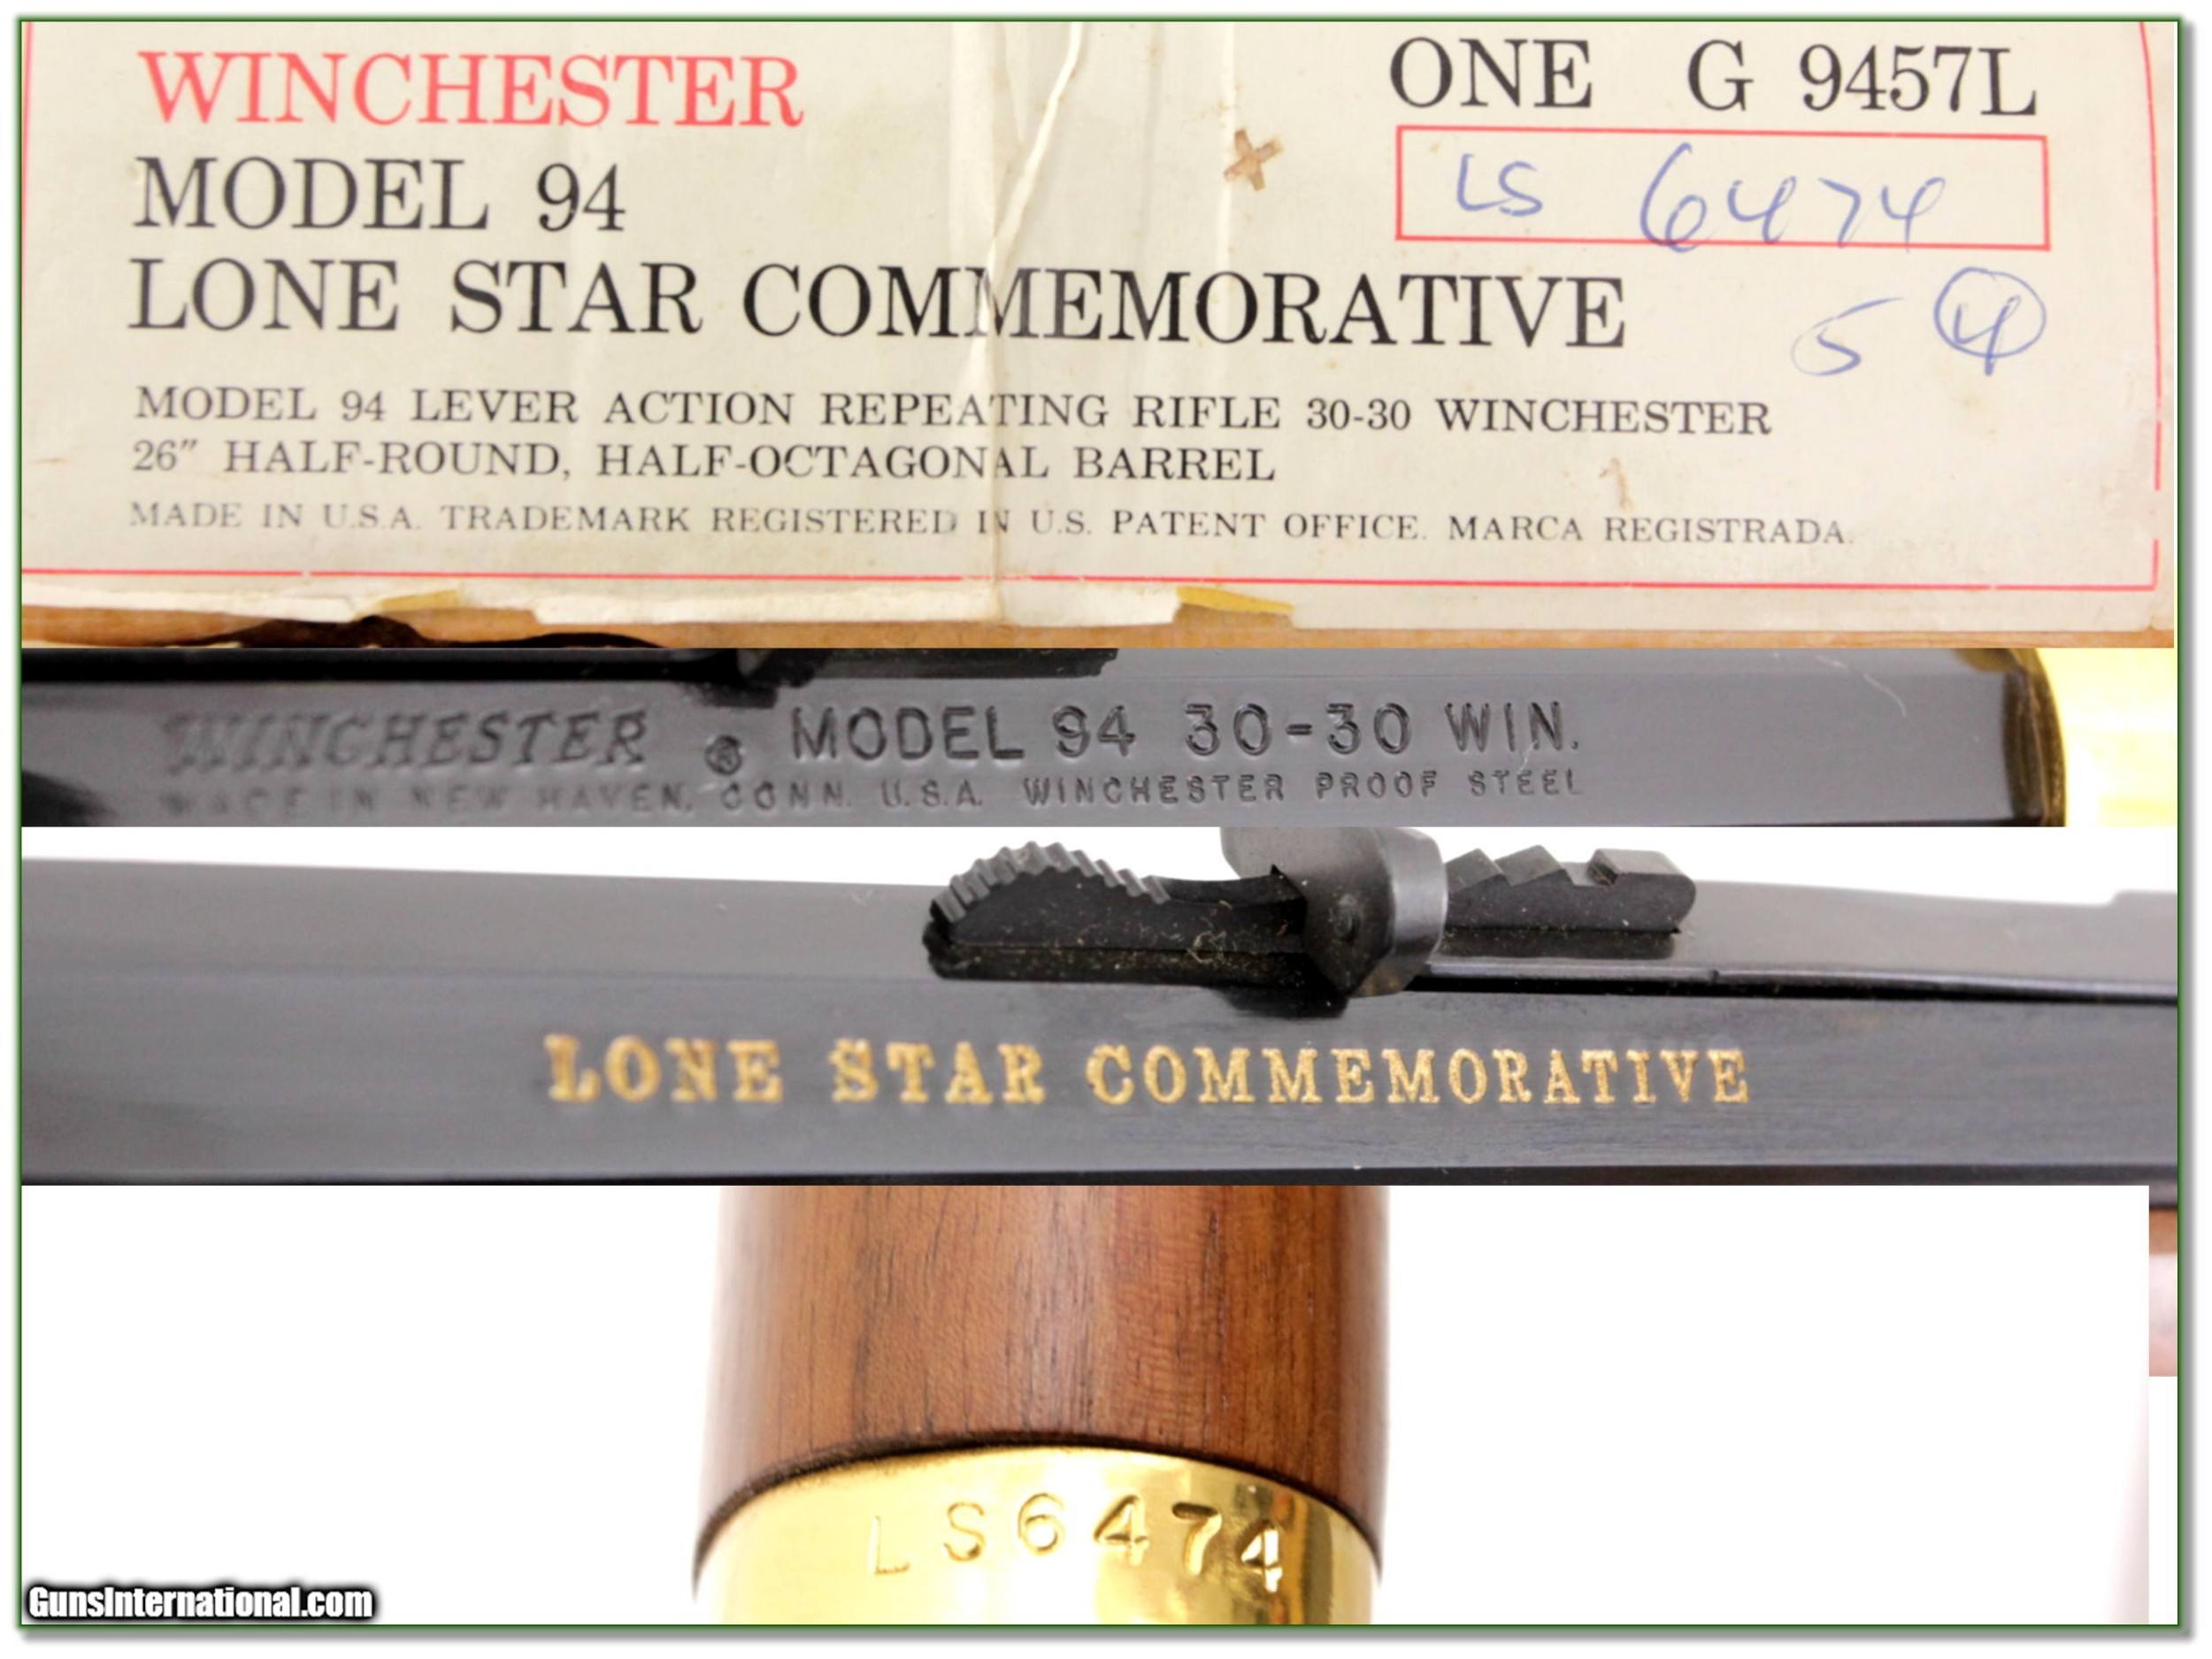 WINCHESTER
ONE G 9457L
MODEL 94
LS 6474
LONE STAR COMMEMORATIVE
5 4
MODEL 94 LEVER ACTION REPEATING RIFLE 30-30 WINCHESTER
26″ HALF-ROUND, HALF-OCTAGONAL BARREL
MADE IN U.S.A. TRADEMARK REGISTERED IN U.S. PATENT OFFICE. MARCA REGISTRADA.
WINCHESTER ® MODEL 94 30-30 WIN.
MADE IN NEW HAVEN, CONN. U.S.A. WINCHESTER PROOF STEEL
LONE STAR COMMEMORATIVE
LS6474
GunsInternational.com